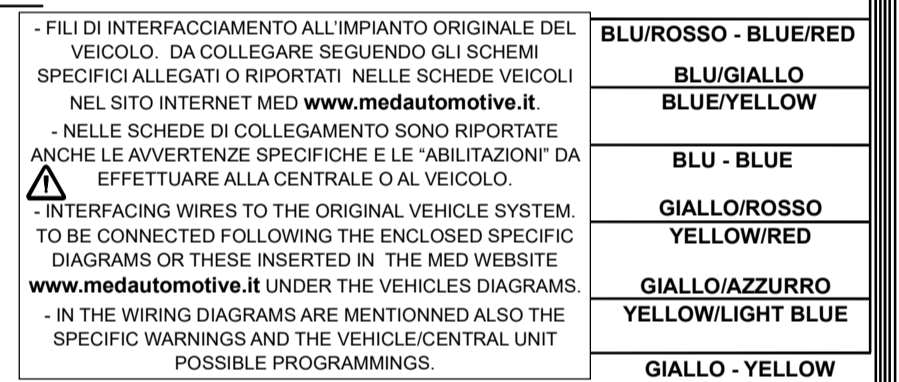 - FILI DI INTERFACCIAMENTO ALL'IMPIANTO ORIGINALE DEL
VEICOLO. DA COLLEGARE SEGUENDO GLI SCHEMI
SPECIFICI ALLEGATI O RIPORTATI NELLE SCHEDE VEICOLI
NEL SITO INTERNET MED www.medautomotive.it.
- NELLE SCHEDE DI COLLEGAMENTO SONO RIPORTATE
ANCHE LE AVVERTENZE SPECIFICHE E LE “ABILITAZIONI” DA
EFFETTUARE ALLA CENTRALE O AL VEICOLO.
- INTERFACING WIRES TO THE ORIGINAL VEHICLE SYSTEM.
TO BE CONNECTED FOLLOWING THE ENCLOSED SPECIFIC
DIAGRAMS OR THESE INSERTED IN THE MED WEBSITE
www.medautomotive.it UNDER THE VEHICLES DIAGRAMS.
- IN THE WIRING DIAGRAMS ARE MENTIONNED ALSO THE
SPECIFIC WARNINGS AND THE VEHICLE/CENTRAL UNIT
POSSIBLE PROGRAMMINGS.
BLU/ROSSO - BLUE/RED
BLU/GIALLO
BLUE/YELLOW
BLU - BLUE
GIALLO/ROSSO
YELLOW/RED
GIALLO/AZZURRO
YELLOW/LIGHT BLUE
GIALLO - YELLOW